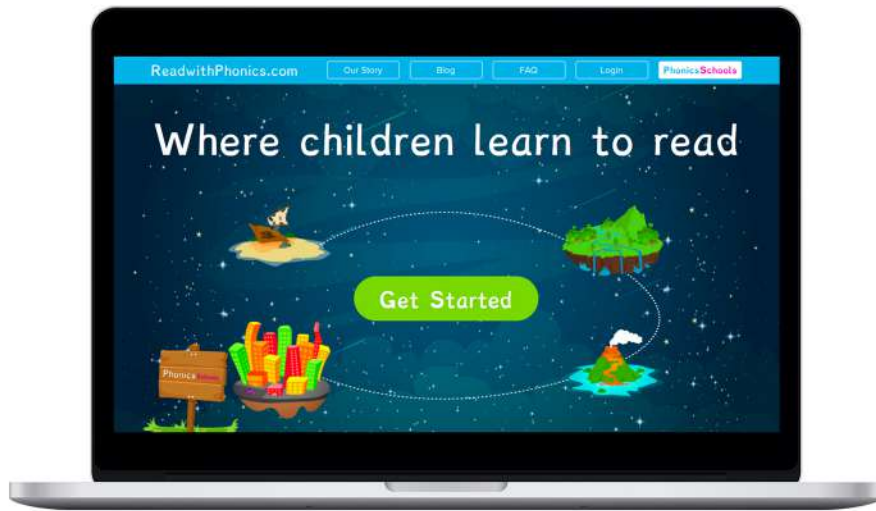 ReadwithPhonics.com Our Story Blog FAQ Login PhonicsSchools
Where children learn to read
Get Started
PhonicsSchools